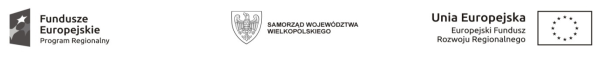 Fundusze
Europejskie
Program Regionalny
SAMORZĄD WOJEWÓDZTWA
WIELKOPOLSKIEGO
Unia Europejska
Europejski Fundusz
Rozwoju Regionalnego